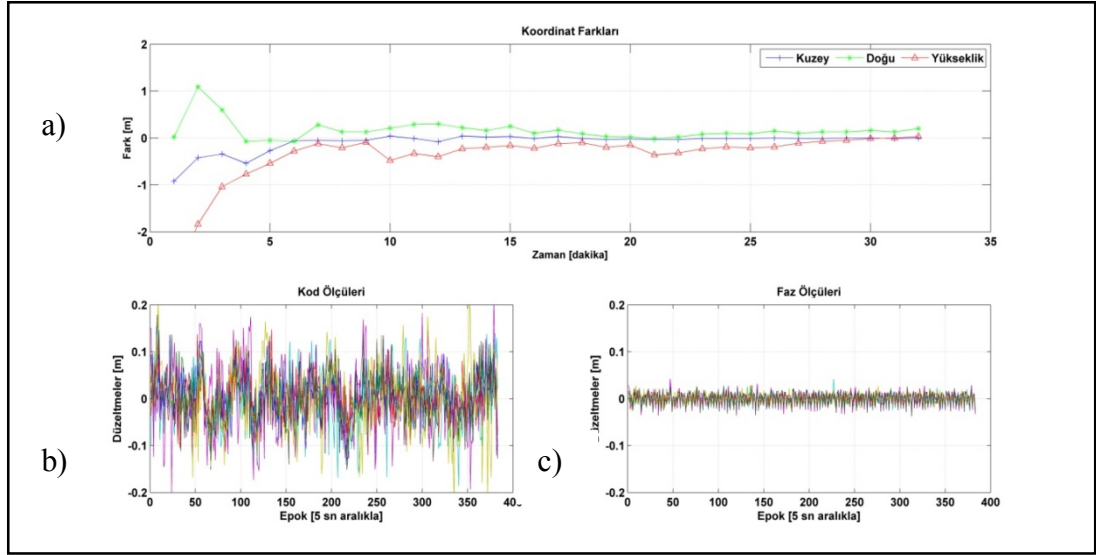 Koordinat Farkları
a)
Fark [m]
2
1
0
-1
-2
Kuzey Doğu Yükseklik
0 5 10 15 20 25 30 35
Zaman [dakika]
Kod Ölçüleri
b)
Düzeltmeler [m]
0.2
0.1
0
-0.1
-0.2
0 50 100 150 200 250 300 350 400
Epok [5 sn aralıkla]
Faz Ölçüleri
c)
[m]
0.2
0.1
0
-0.1
-0.2
0 50 100 150 200 250 300 350 400
Epok [5 sn aralıkla]